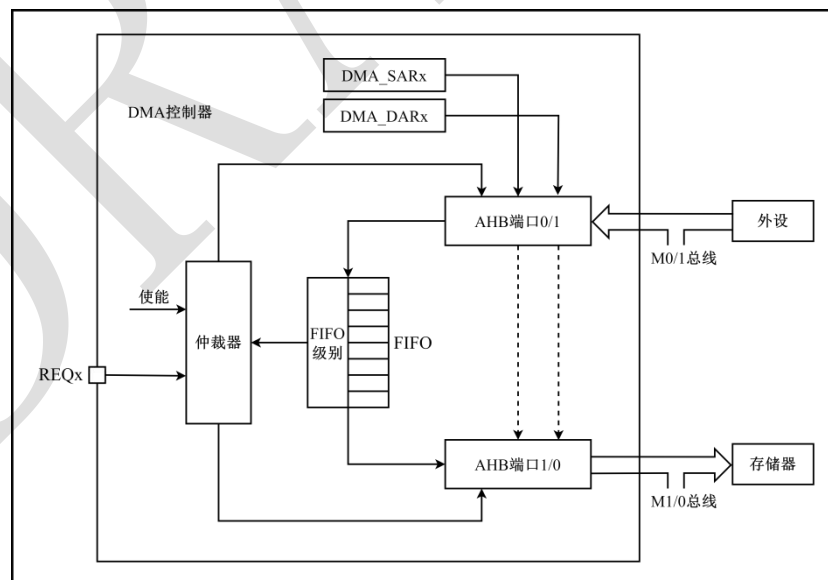 DMA_SARx
DMA控制器
DMA_DARx
AHB端口0/1
外设
M0/1总线
使能
仲裁器
FIFO
级别
FIFO
REQx
AHB端口1/0
存储器
M1/0总线